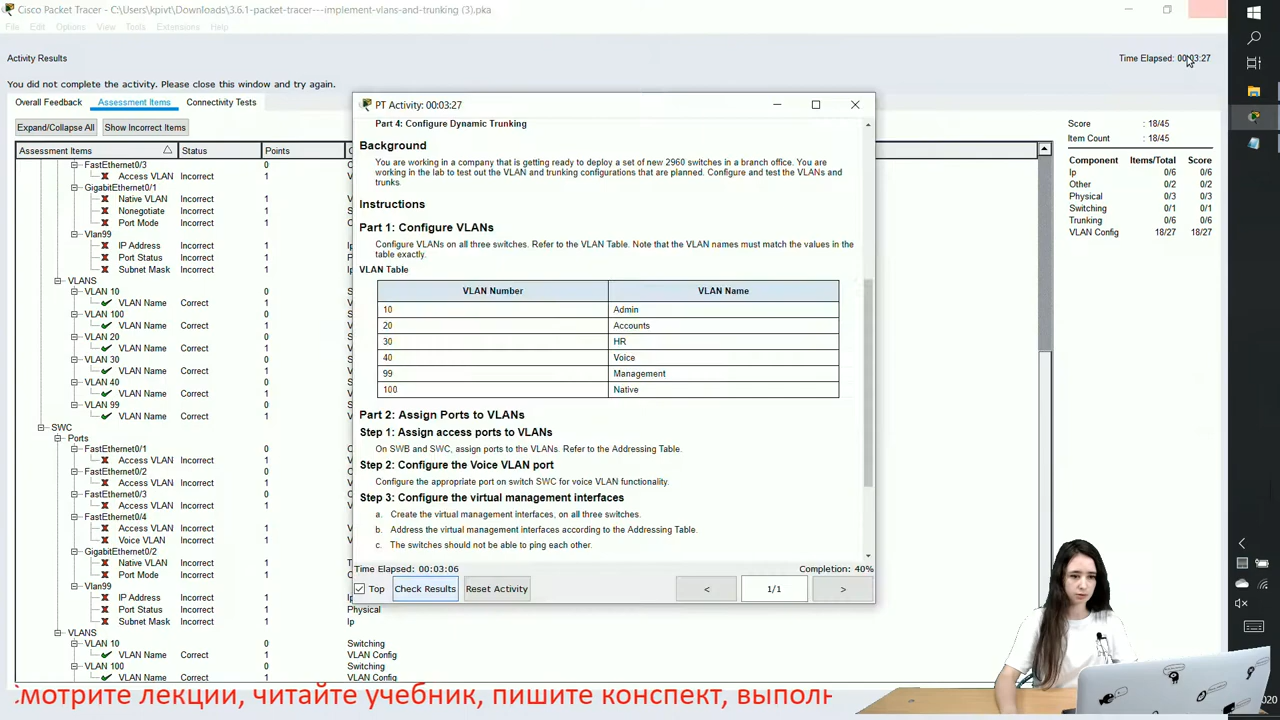 Cisco Packet Tracer - C:\Users\kpivt\Downloads\3.6.1-packet-tracer---implement-vlans-and-trunking (3).pka
File Edit Options View Tools Extensions Help
Activity Results
Time Elapsed: 00:03:27
You did not complete the activity. Please close this window and try again.
Overall Feedback Assessment Items Connectivity Tests
Expand/Collapse All Show Incorrect Items
Assessment Items Status Points
FastEthernet0/3 0
Access VLAN Incorrect 1
GigabitEthernet0/1 0
Native VLAN Incorrect 1
Nonegotiate Incorrect 1
Port Mode Incorrect 1
Vlan99 0
IP Address Incorrect 1
Port Status Incorrect 1
Subnet Mask Incorrect 1
VLANS 0
VLAN 10 0
VLAN Name Correct 1
VLAN 100 0
VLAN Name Correct 1
VLAN 20 0
VLAN Name Correct 1
VLAN 30 0
VLAN Name Correct 1
VLAN 40 0
VLAN Name Correct 1
VLAN 99 0
VLAN Name Correct 1
SWC 0
Ports 0
FastEthernet0/1 0
Access VLAN Incorrect 1
FastEthernet0/2 0
Access VLAN Incorrect 1
FastEthernet0/3 0
Access VLAN Incorrect 1
FastEthernet0/4 0
Access VLAN Incorrect 1
Voice VLAN Incorrect 1
GigabitEthernet0/2 0
Native VLAN Incorrect 1
Port Mode Incorrect 1
Vlan99 0
IP Address Incorrect 1 Ip
Port Status Incorrect 1 Physical
Subnet Mask Incorrect 1 Ip
VLANS 0
VLAN 10 0 Switching
VLAN Name Correct 1 VLAN Config
VLAN 100 0 Switching
VLAN Name Correct 1 VLAN Config
PT Activity: 00:03:27
Part 4: Configure Dynamic Trunking
Background
You are working in a company that is getting ready to deploy a set of new 2960 switches in a branch office. You are
working in the lab to test out the VLAN and trunking configurations that are planned. Configure and test the VLANs and
trunks.
Instructions
Part 1: Configure VLANs
Configure VLANs on all three switches. Refer to the VLAN Table. Note that the VLAN names must match the values in the
table exactly.
VLAN Table
VLAN Number VLAN Name
10 Admin
20 Accounts
30 HR
40 Voice
99 Management
100 Native
Part 2: Assign Ports to VLANs
Step 1: Assign access ports to VLANs
On SWB and SWC, assign ports to the VLANs. Refer to the Addressing Table.
Step 2: Configure the Voice VLAN port
Configure the appropriate port on switch SWC for voice VLAN functionality.
Step 3: Configure the virtual management interfaces
a. Create the virtual management interfaces, on all three switches.
b. Address the virtual management interfaces according to the Addressing Table.
c. The switches should not be able to ping each other.
Time Elapsed: 00:03:06 Completion: 40%
Top Check Results Reset Activity < 1/1 >
Score : 18/45
Item Count : 18/45
Component Items/Total Score
Ip 0/6 0/6
Other 0/2 0/2
Physical 0/3 0/3
Switching 0/1 0/1
Trunking 0/6 0/6
VLAN Config 18/27 18/27
смотрите лекции, читайте учебник, пишите конспект, выполн